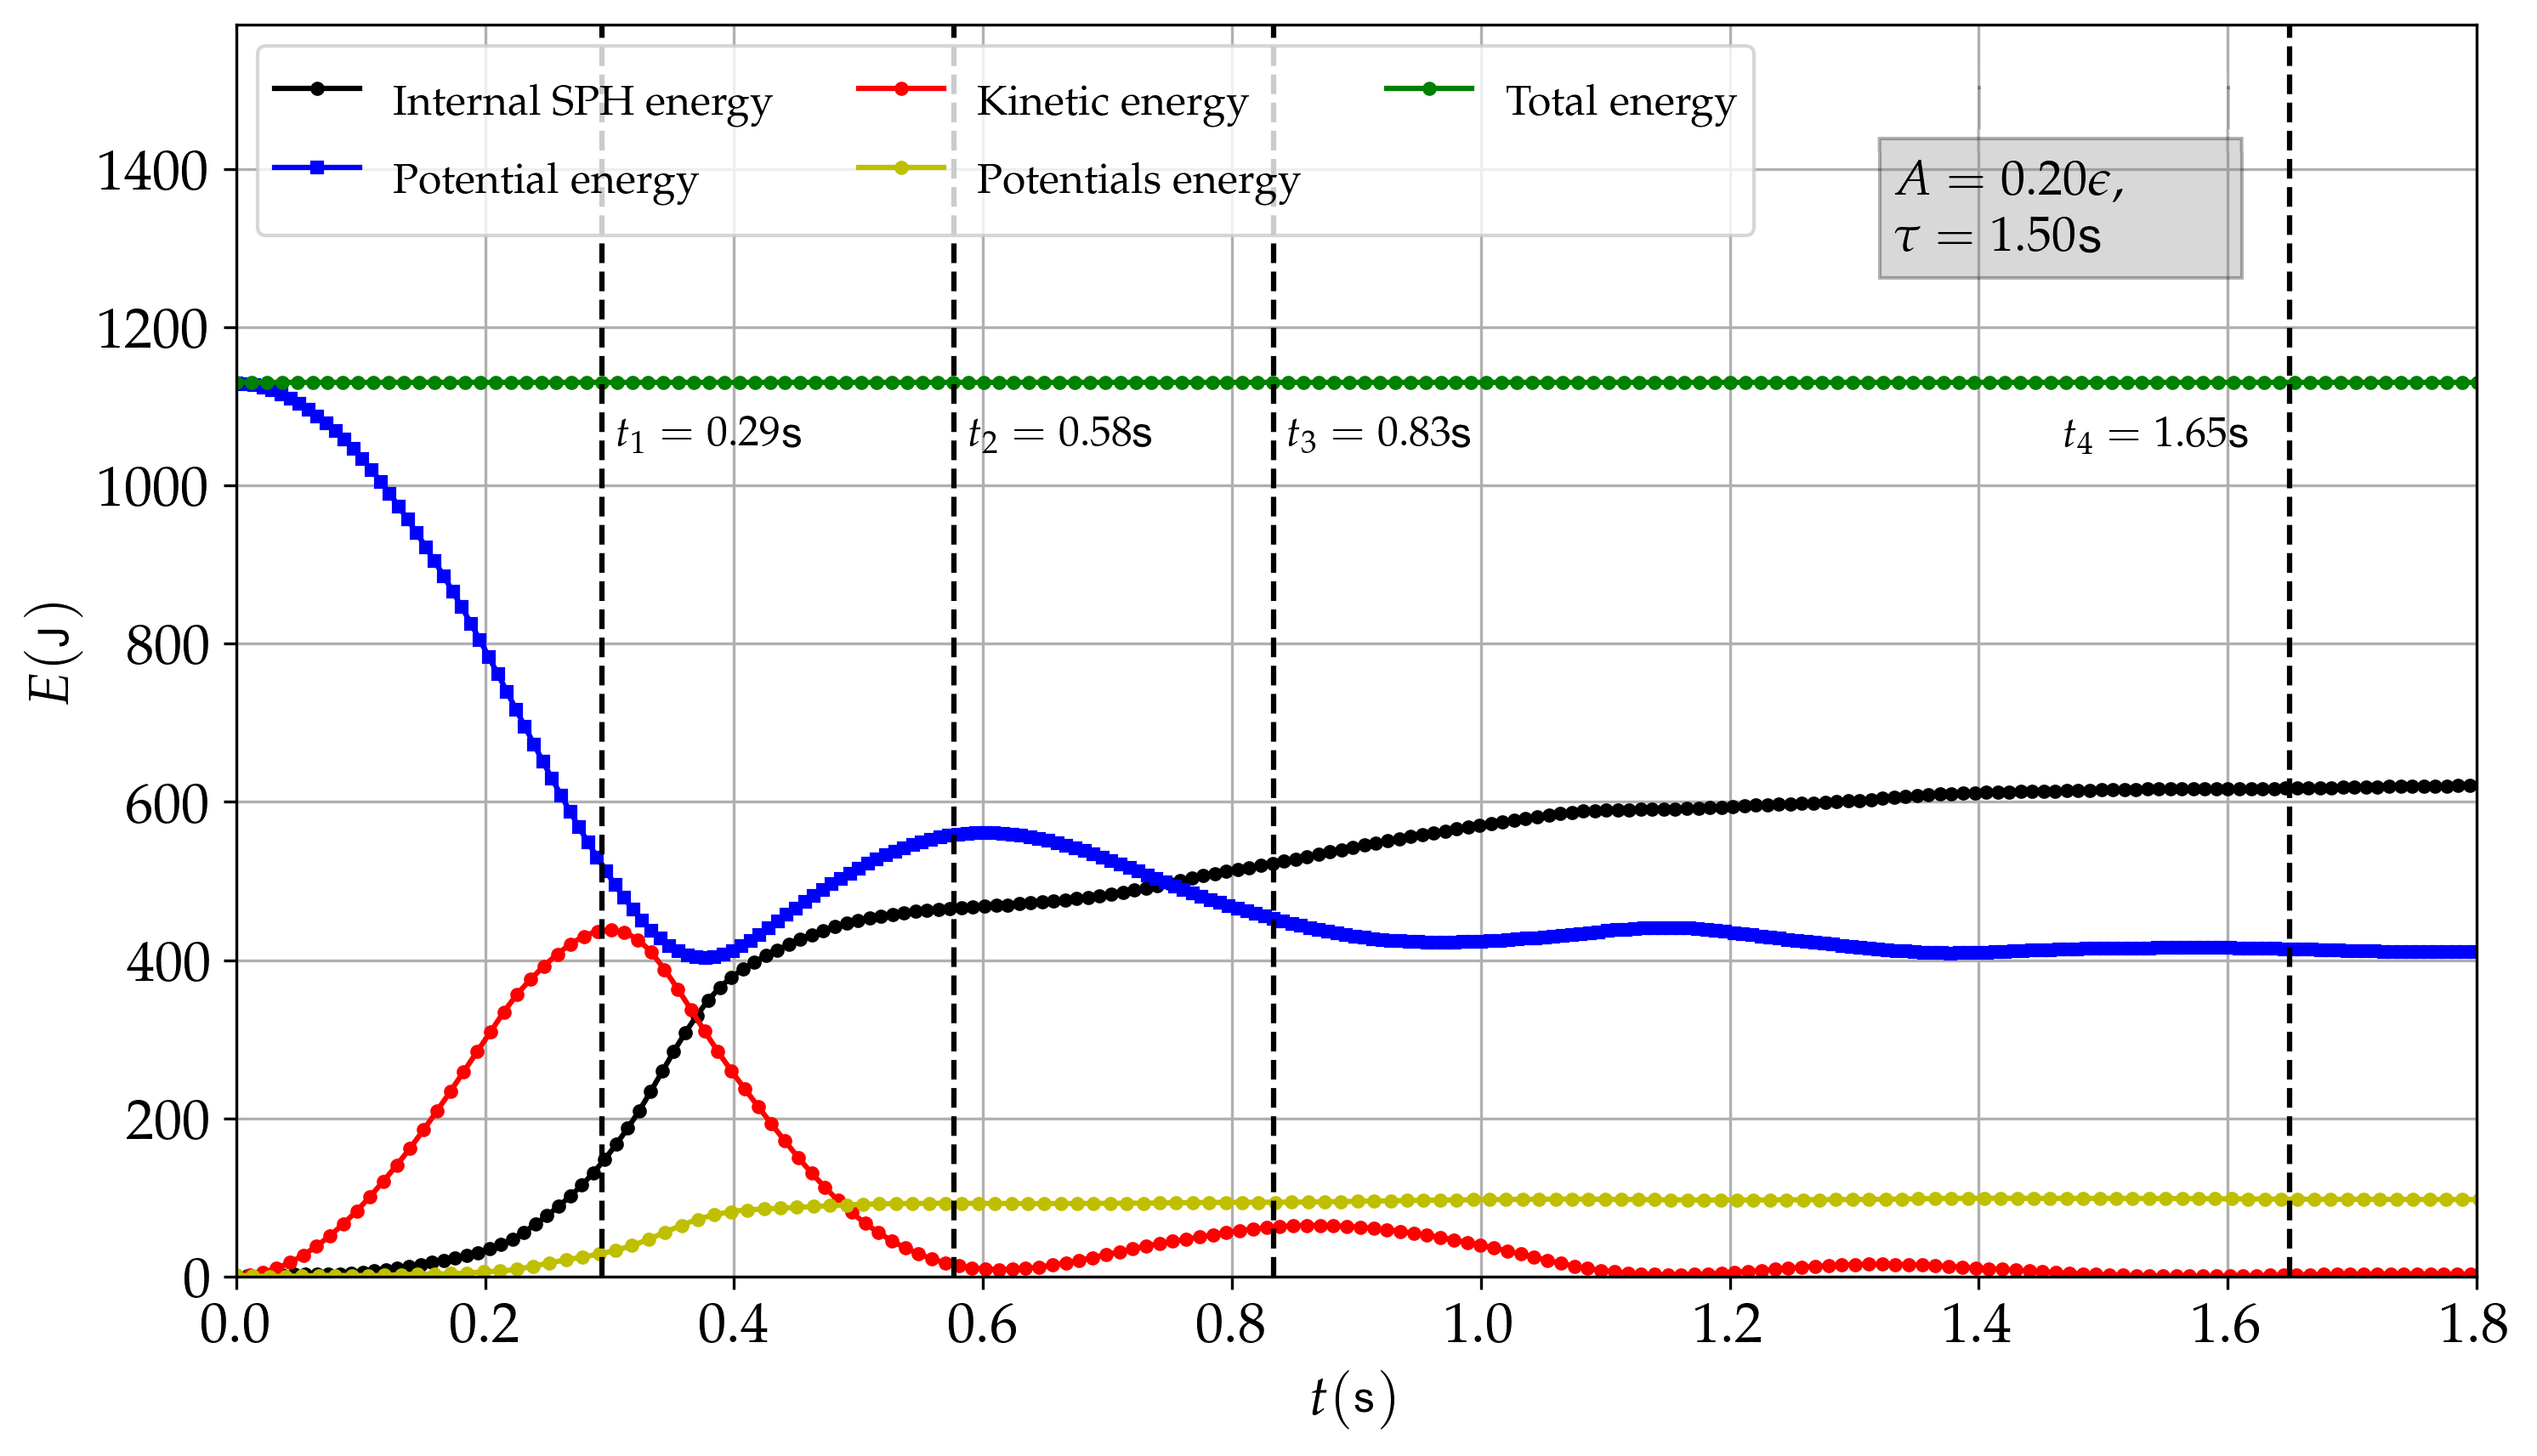 Internal SPH energy
Potential energy
Kinetic energy
Potentials energy
Total energy
A = 0.20ϵ,
τ = 1.50s
t₁ = 0.29s
t₂ = 0.58s
t₃ = 0.83s
t₄ = 1.65s
1400
1200
1000
800
600
400
200
0
E(J)
0.0 0.2 0.4 0.6 0.8 1.0 1.2 1.4 1.6 1.8
t(s)